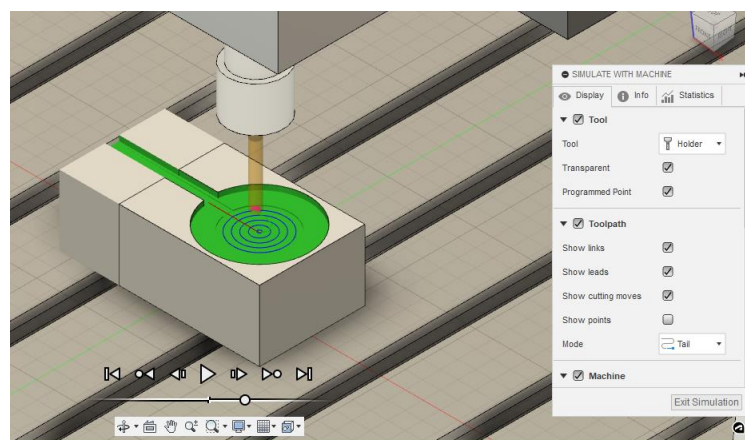 SIMULATE WITH MACHINE
Display Info Statistics
Tool
Tool Holder
Transparent
Programmed Point
Toolpath
Show links
Show leads
Show cutting moves
Show points
Mode Tail
Machine
Exit Simulation